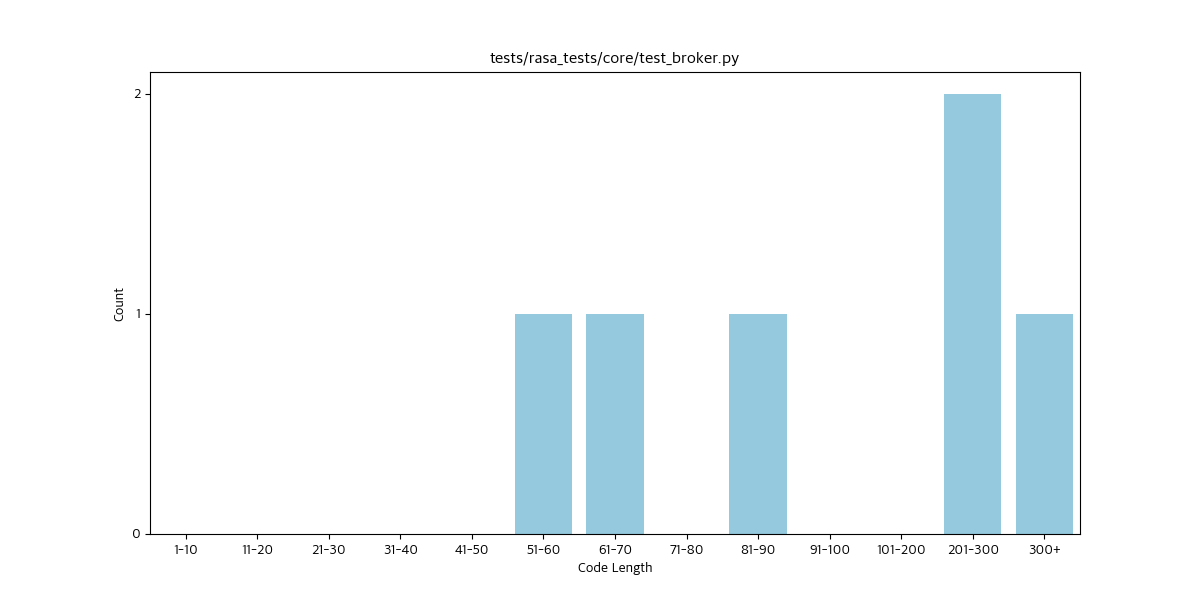 tests/rasa_tests/core/test_broker.py
2
1
0
Count
1-10 11-20 21-30 31-40 41-50 51-60 61-70 71-80 81-90 91-100 101-200 201-300 300+
Code Length